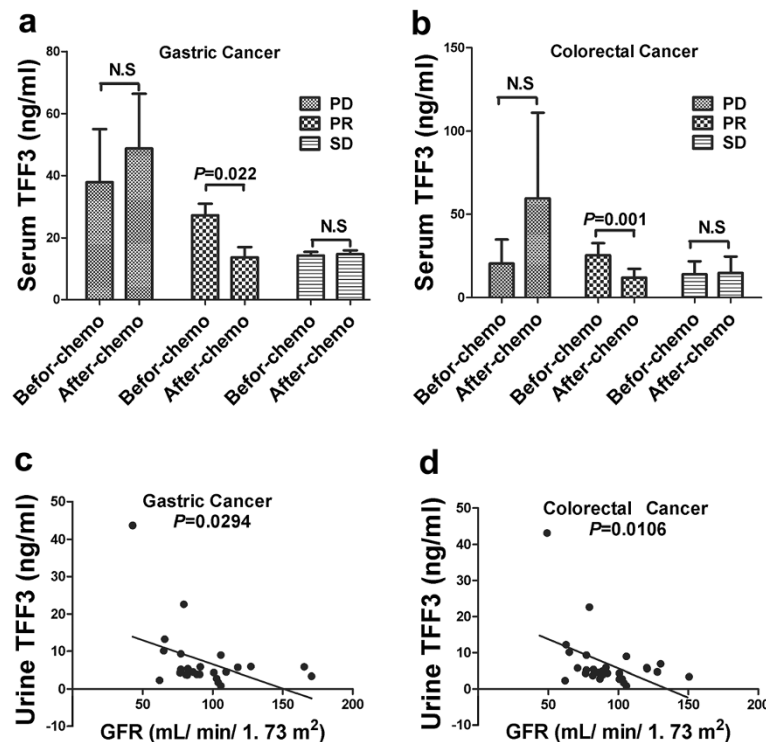 a
Gastric Cancer
Serum TFF3 (ng/ml)
80
60
40
20
0
N.S
P=0.022
N.S
PD
PR
SD
Befor-chemo
After-chemo
Befor-chemo
After-chemo
Befor-chemo
After-chemo
b
Colorectal Cancer
Serum TFF3 (ng/ml)
150
100
50
0
N.S
P=0.001
N.S
PD
PR
SD
Befor-chemo
After-chemo
Befor-chemo
After-chemo
Befor-chemo
After-chemo
c
Gastric Cancer
P=0.0294
Urine TFF3 (ng/ml)
50
40
30
20
10
0
-10
50
100
150
200
GFR (mL/ min/ 1. 73 m²)
d
Colorectal Cancer
P=0.0106
Urine TFF3 (ng/ml)
50
40
30
20
10
0
-10
50
100
150
200
GFR (mL/ min/ 1. 73 m²)